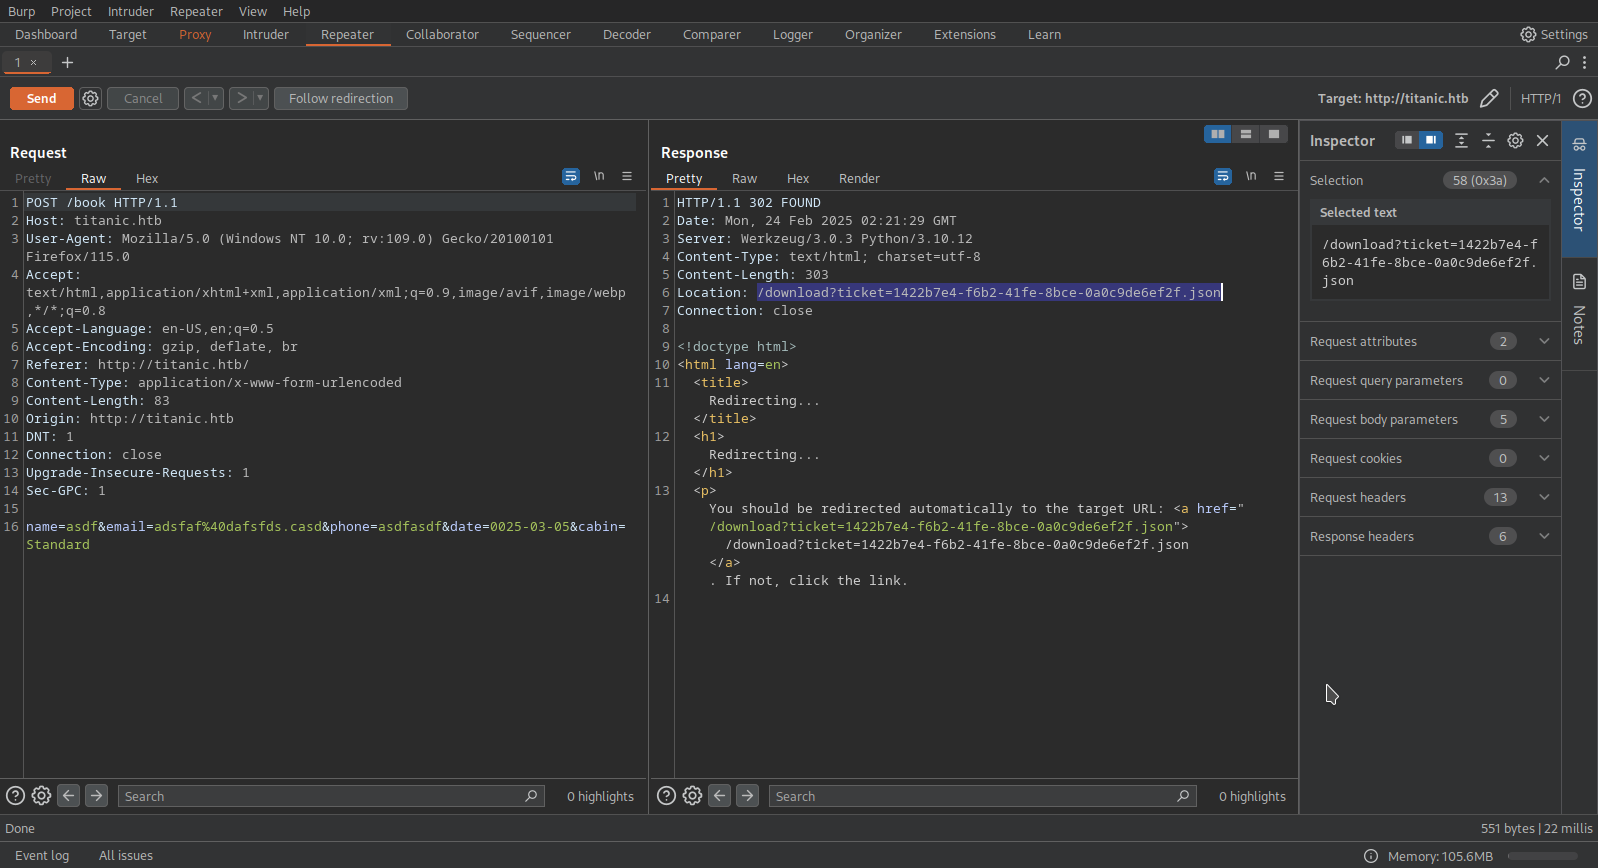 Burp Project Intruder Repeater View Help
Dashboard Target Proxy Intruder Repeater Collaborator Sequencer Decoder Comparer Logger Organizer Extensions Learn Settings
1 × +
Send Cancel < > Follow redirection Target: http://titanic.htb HTTP/1
Request
Pretty Raw Hex \n
1 POST /book HTTP/1.1
2 Host: titanic.htb
3 User-Agent: Mozilla/5.0 (Windows NT 10.0; rv:109.0) Gecko/20100101
Firefox/115.0
4 Accept:
text/html,application/xhtml+xml,application/xml;q=0.9,image/avif,image/webp
,*/*;q=0.8
5 Accept-Language: en-US,en;q=0.5
6 Accept-Encoding: gzip, deflate, br
7 Referer: http://titanic.htb/
8 Content-Type: application/x-www-form-urlencoded
9 Content-Length: 83
10 Origin: http://titanic.htb
11 DNT: 1
12 Connection: close
13 Upgrade-Insecure-Requests: 1
14 Sec-GPC: 1
15
16 name=asdf&email=adsfaf%40dafsfds.casd&phone=asdfasdf&date=0025-03-05&cabin=
Standard
Search 0 highlights
Response
Pretty Raw Hex Render \n
1 HTTP/1.1 302 FOUND
2 Date: Mon, 24 Feb 2025 02:21:29 GMT
3 Server: Werkzeug/3.0.3 Python/3.10.12
4 Content-Type: text/html; charset=utf-8
5 Content-Length: 303
6 Location: /download?ticket=1422b7e4-f6b2-41fe-8bce-0a0c9de6ef2f.json
7 Connection: close
8
9 <!doctype html>
10 <html lang=en>
11 <title>
Redirecting...
</title>
12 <h1>
Redirecting...
</h1>
13 <p>
You should be redirected automatically to the target URL: <a href="
/download?ticket=1422b7e4-f6b2-41fe-8bce-0a0c9de6ef2f.json">
/download?ticket=1422b7e4-f6b2-41fe-8bce-0a0c9de6ef2f.json
</a>
. If not, click the link.
14
Search 0 highlights
Inspector
Selection 58 (0x3a)
Selected text
/download?ticket=1422b7e4-f
6b2-41fe-8bce-0a0c9de6ef2f.
json
Request attributes 2
Request query parameters 0
Request body parameters 5
Request cookies 0
Request headers 13
Response headers 6
Inspector
Notes
Done 551 bytes | 22 millis
Event log All issues Memory: 105.6MB